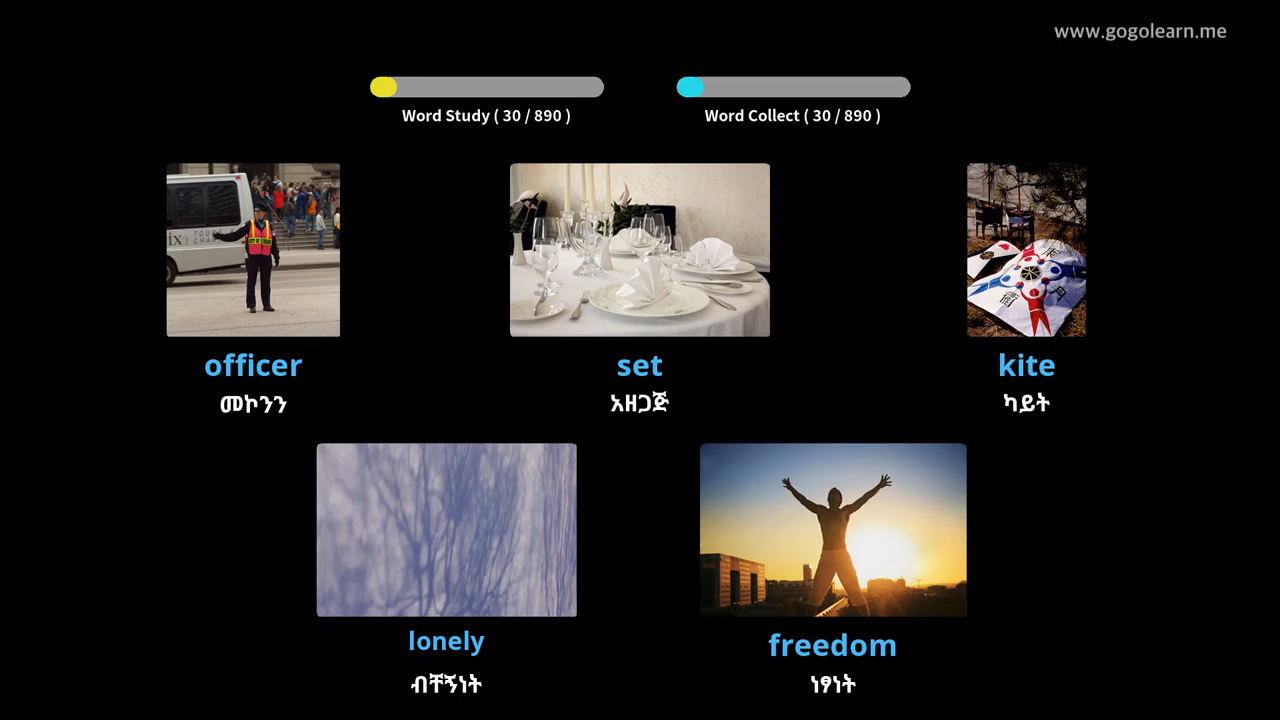 www.gogolearn.me
Word Study ( 30 / 890 )
Word Collect ( 30 / 890 )
officer
መኮንን
set
አዘጋጅ
kite
ካይት
lonely
ብቸኝነት
freedom
ነፃነት